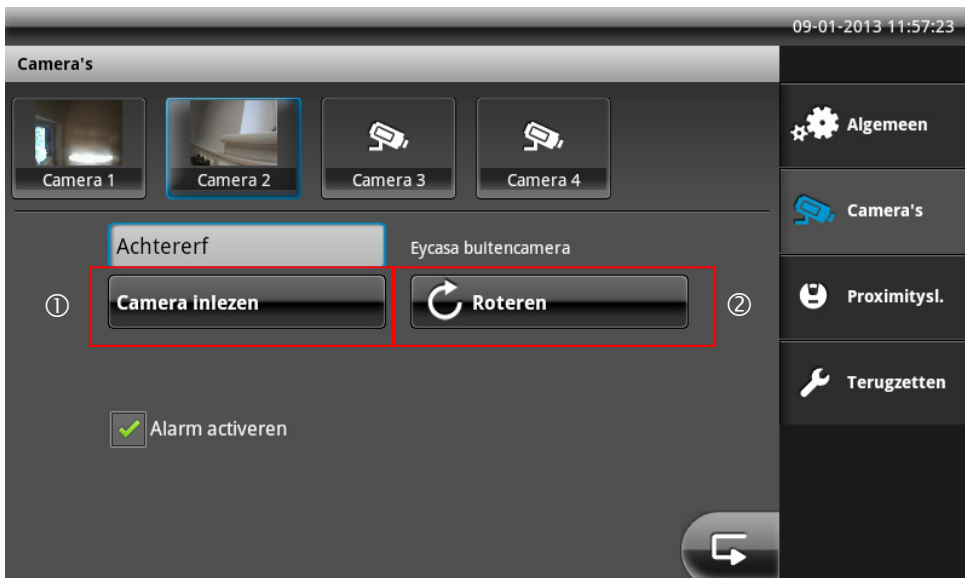 09-01-2013 11:57:23
Camera's
Camera 1
Camera 2
Camera 3
Camera 4
Achtererf
Eycasa buitencamera
① Camera inlezen
Roteren ②
Alarm activeren
Algemeen
Camera's
Proximitysl.
Terugzetten